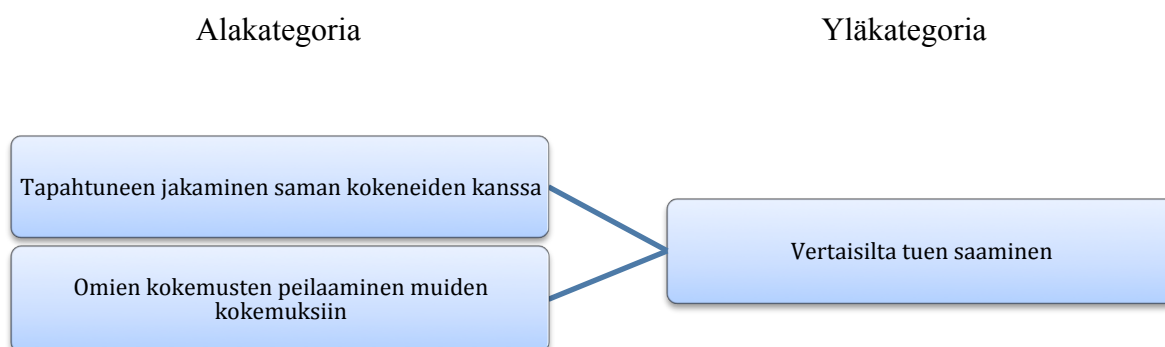 Alakategoria
Yläkategoria
Tapahtuneen jakaminen saman kokeneiden kanssa
Omien kokemusten peilaaminen muiden
kokemuksiin
Vertaisilta tuen saaminen